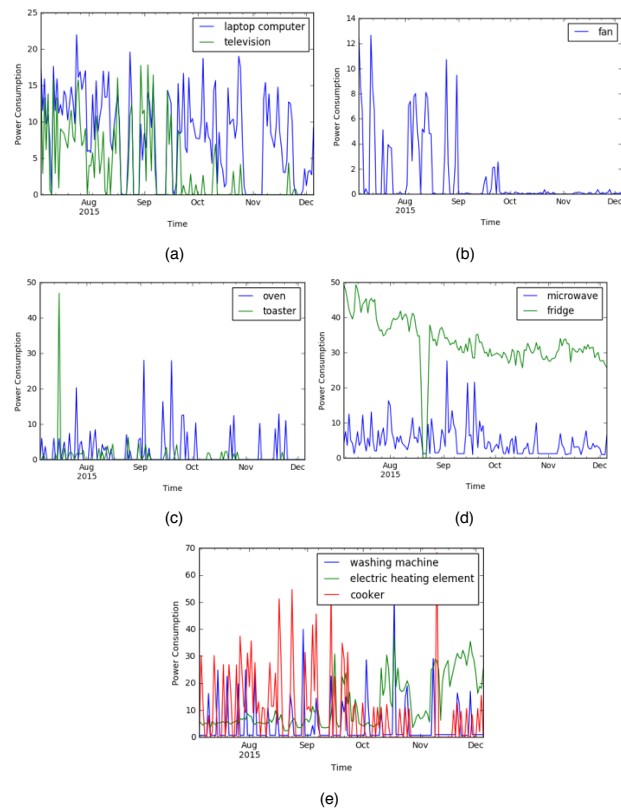 25
20
15
10
5
0
Power Consumption
laptop computer
television
Aug
2015
Sep
Oct
Nov
Dec
Time
(a)
14
12
10
8
6
4
2
0
Power Consumption
fan
Aug
2015
Sep
Oct
Nov
Dec
Time
(b)
50
40
30
20
10
0
Power Consumption
oven
toaster
Aug
2015
Sep
Oct
Nov
Dec
Time
(c)
50
40
30
20
10
0
Power Consumption
microwave
fridge
Aug
2015
Sep
Oct
Nov
Dec
Time
(d)
70
60
50
40
30
20
10
0
Power Consumption
washing machine
electric heating element
cooker
Aug
2015
Sep
Oct
Nov
Dec
Time
(e)